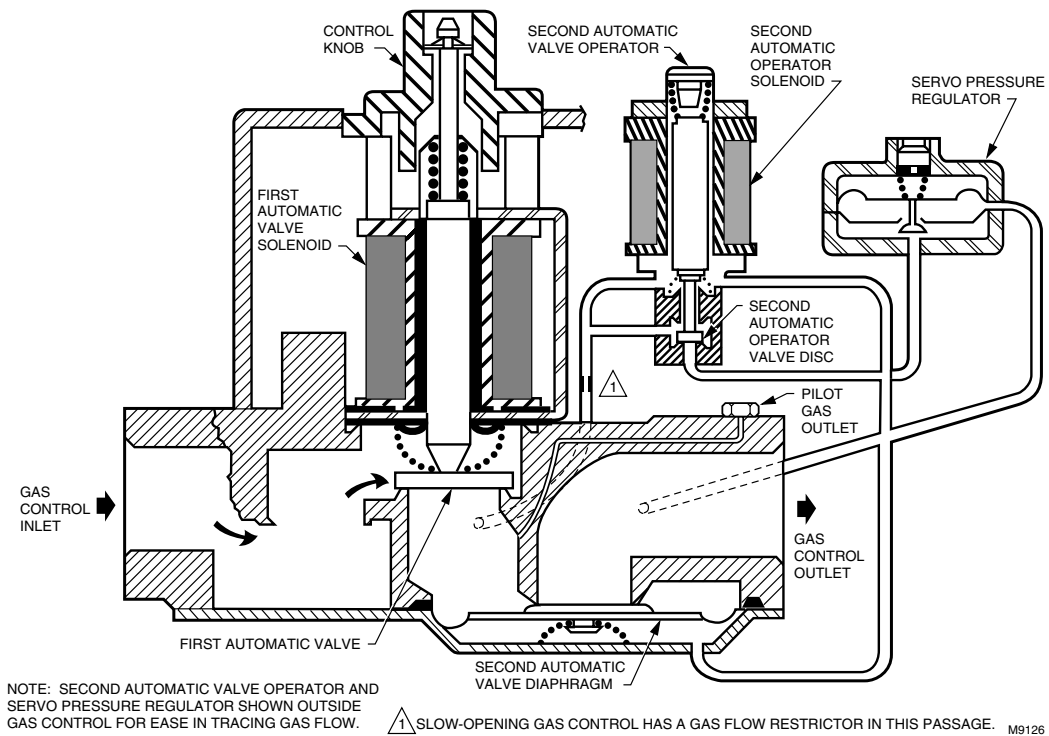 CONTROL
KNOB
SECOND AUTOMATIC
VALVE OPERATOR
SECOND
AUTOMATIC
OPERATOR
SOLENOID
SERVO PRESSURE
REGULATOR
FIRST
AUTOMATIC
VALVE
SOLENOID
SECOND
AUTOMATIC
OPERATOR
VALVE DISC
1
PILOT
GAS
OUTLET
GAS
CONTROL
INLET
GAS
CONTROL
OUTLET
FIRST AUTOMATIC VALVE
SECOND AUTOMATIC
VALVE DIAPHRAGM
NOTE: SECOND AUTOMATIC VALVE OPERATOR AND
SERVO PRESSURE REGULATOR SHOWN OUTSIDE
GAS CONTROL FOR EASE IN TRACING GAS FLOW.
1 SLOW-OPENING GAS CONTROL HAS A GAS FLOW RESTRICTOR IN THIS PASSAGE.
M9126